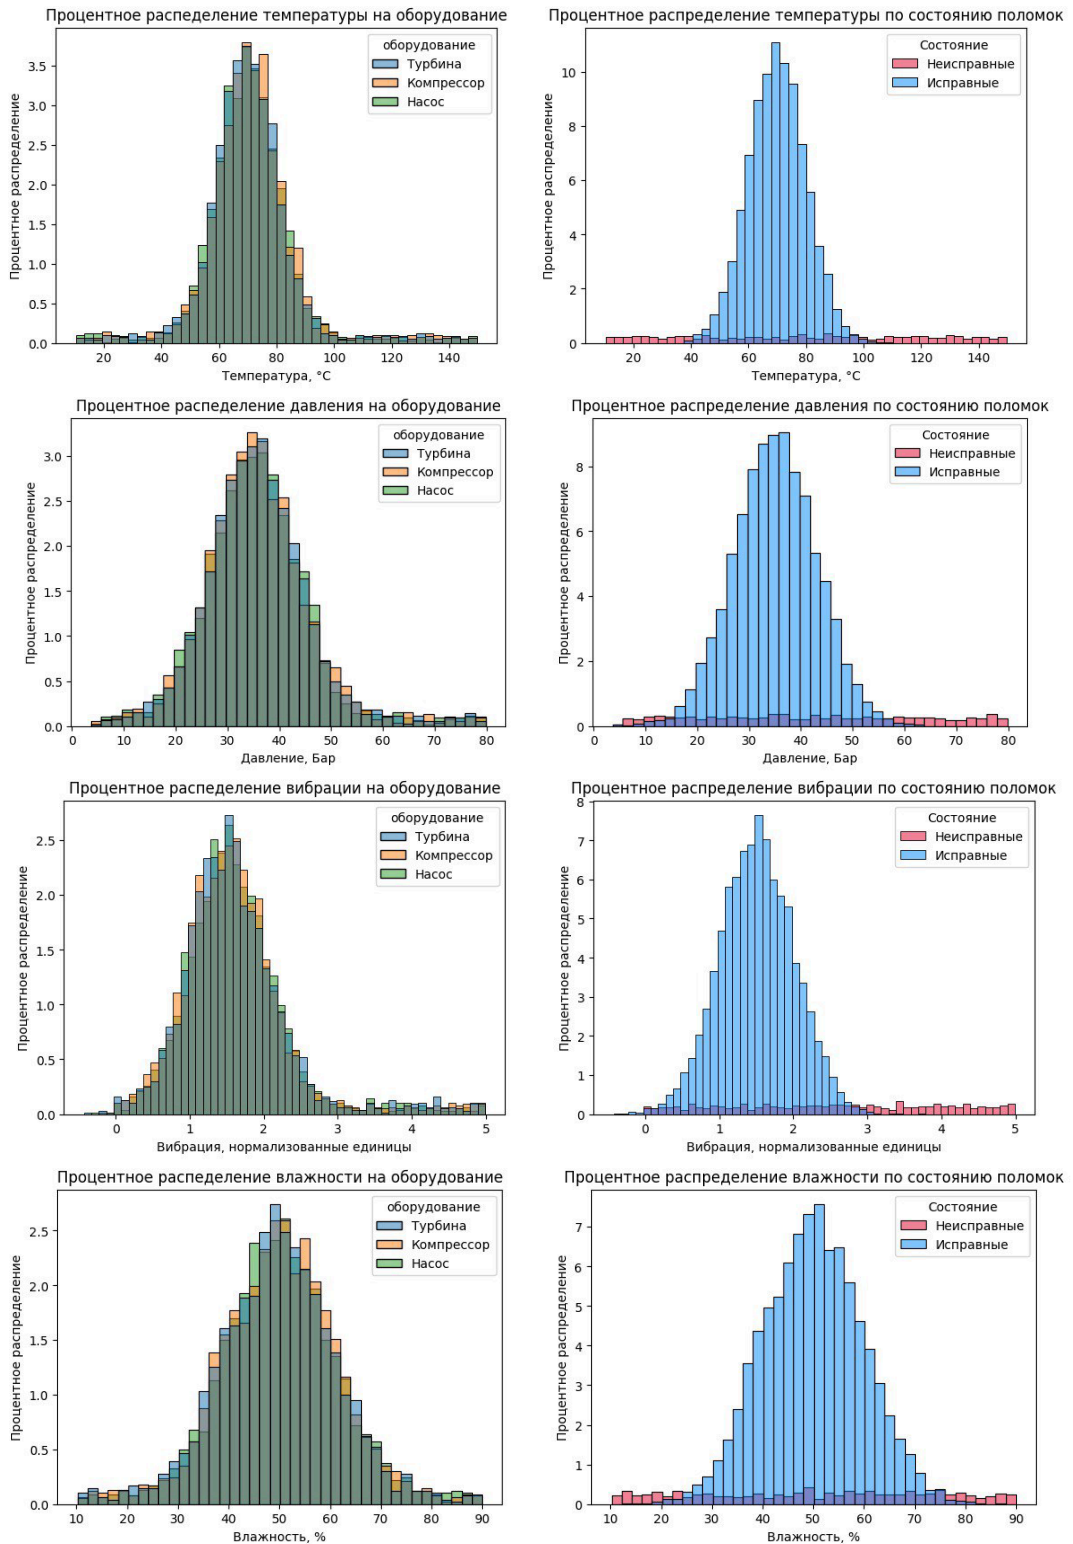 Процентное распеделение температуры на оборудование
Процентное распределение
3.5
3.0
2.5
2.0
1.5
1.0
0.5
0.0
20
40
60
80
100
120
140
Температура, °C
оборудование
Турбина
Компрессор
Насос
Процентное распределение температуры по состоянию поломок
Процентное распределение
10
8
6
4
2
0
20
40
60
80
100
120
140
Температура, °C
Состояние
Неисправные
Исправные
Процентное распеделение давления на оборудование
Процентное распределение
3.0
2.5
2.0
1.5
1.0
0.5
0.0
0
10
20
30
40
50
60
70
80
Давление, Бар
оборудование
Турбина
Компрессор
Насос
Процентное распределение давления по состоянию поломок
Процентное распределение
8
6
4
2
0
0
10
20
30
40
50
60
70
80
Давление, Бар
Состояние
Неисправные
Исправные
Процентное распеделение вибрации на оборудование
Процентное распределение
2.5
2.0
1.5
1.0
0.5
0.0
0
1
2
3
4
5
Вибрация, нормализованные единицы
оборудование
Турбина
Компрессор
Насос
Процентное распределение вибрации по состоянию поломок
Процентное распределение
8
7
6
5
4
3
2
1
0
0
1
2
3
4
5
Вибрация, нормализованные единицы
Состояние
Неисправные
Исправные
Процентное распеделение влажности на оборудование
Процентное распределение
2.5
2.0
1.5
1.0
0.5
0.0
10
20
30
40
50
60
70
80
90
Влажность, %
оборудование
Турбина
Компрессор
Насос
Процентное распределение влажности по состоянию поломок
Процентное распределение
7
6
5
4
3
2
1
0
10
20
30
40
50
60
70
80
90
Влажность, %
Состояние
Неисправные
Исправные